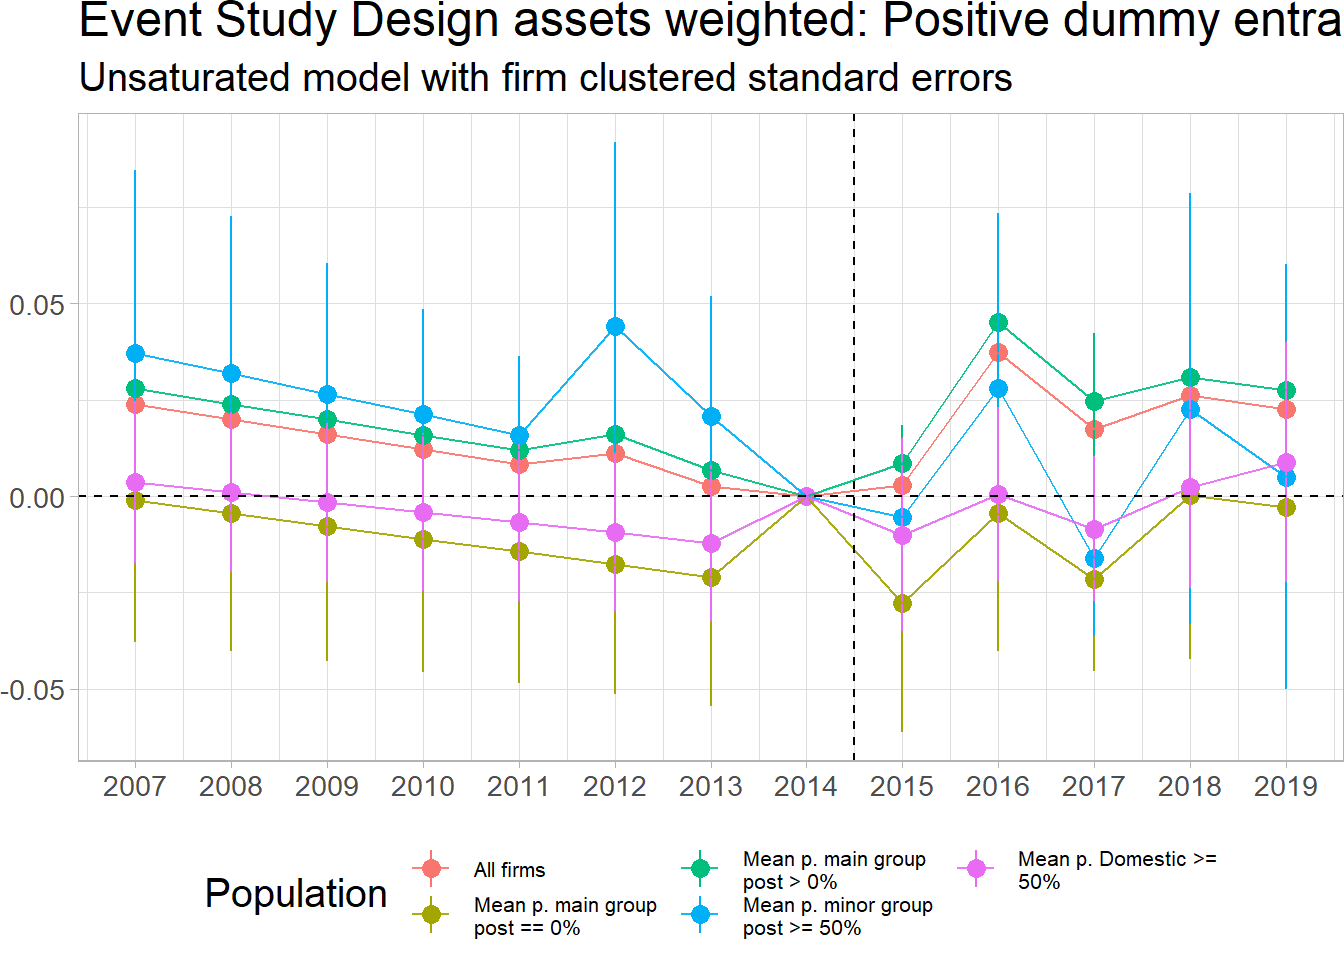 Event Study Design assets weighted: Positive dummy entra
Unsaturated model with firm clustered standard errors
0.05
0.00
-0.05
2007 2008 2009 2010 2011 2012 2013 2014 2015 2016 2017 2018 2019
Population
All firms
Mean p. main group
post == 0%
Mean p. main group
post > 0%
Mean p. minor group
post >= 50%
Mean p. Domestic >=
50%